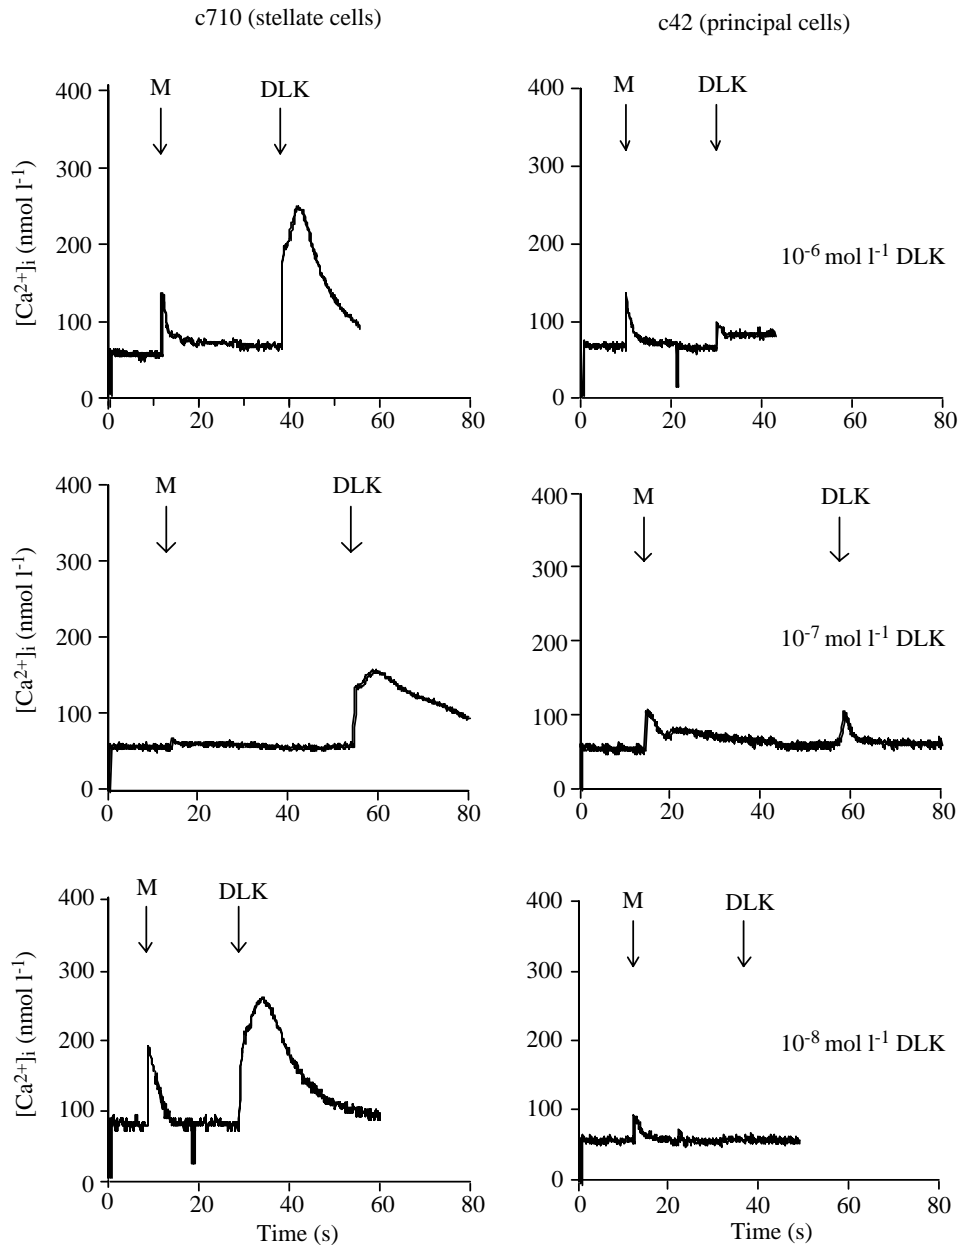 c710 (stellate cells)
c42 (principal cells)
M
DLK
400
300
200
100
0
[Ca²⁺]ᵢ (nmol l⁻¹)
0 20 40 60 80
M
DLK
400
300
200
100
0
10⁻⁶ mol l⁻¹ DLK
0 20 40 60 80
M
DLK
400
300
200
100
0
[Ca²⁺]ᵢ (nmol l⁻¹)
0 20 40 60 80
M
DLK
400
300
200
100
0
10⁻⁷ mol l⁻¹ DLK
0 20 40 60 80
M
DLK
400
300
200
100
0
[Ca²⁺]ᵢ (nmol l⁻¹)
0 20 40 60 80
Time (s)
M
DLK
400
300
200
100
0
10⁻⁸ mol l⁻¹ DLK
0 20 40 60 80
Time (s)